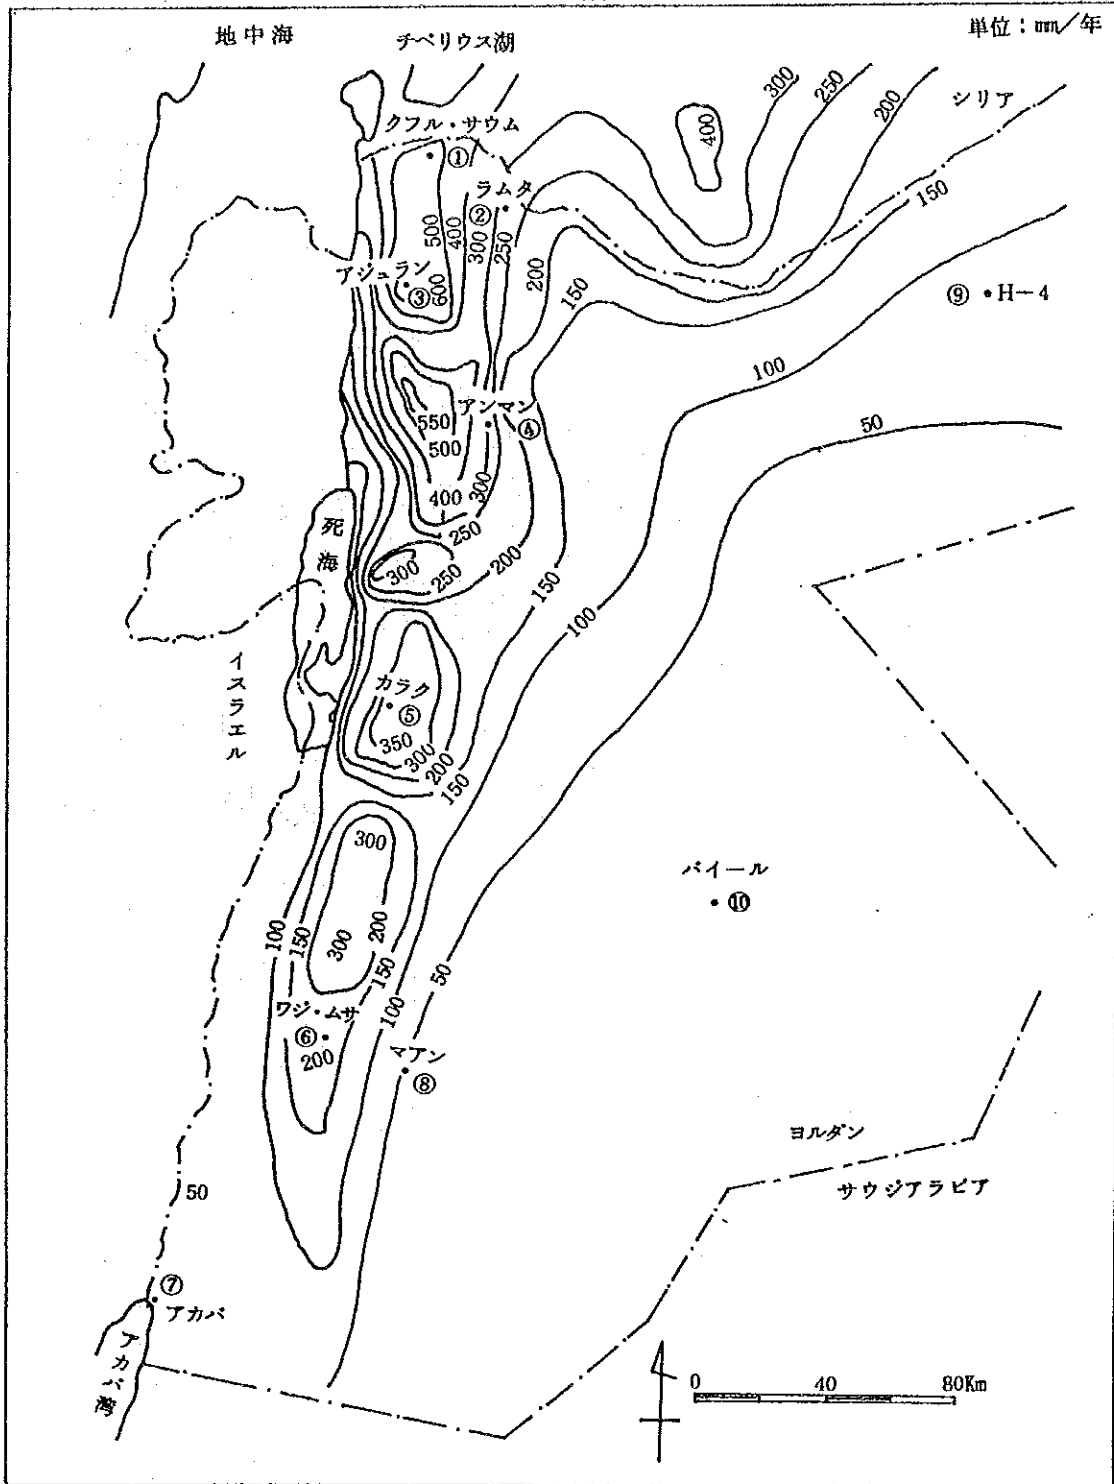 単位：mm/年
地中海
チベリウス湖
300
250
200
シリア
400
クフル・サウム
①
ラムタ
②
150
500
400
300
250
200
アジュラン
③
600
150
⑨
H-4
100
アンマン
④
550
500
50
400
300
死海
250
300
250
200
150
100
イスラエル
カラク
⑤
350
300
200
150
300
バイール
⑩
100
150
300
200
150
100
50
ワジ・ムサ
⑥
200
マアン
⑧
ヨルダン
サウジアラビア
50
⑦
アカバ
アカバ湾
0
40
80Km